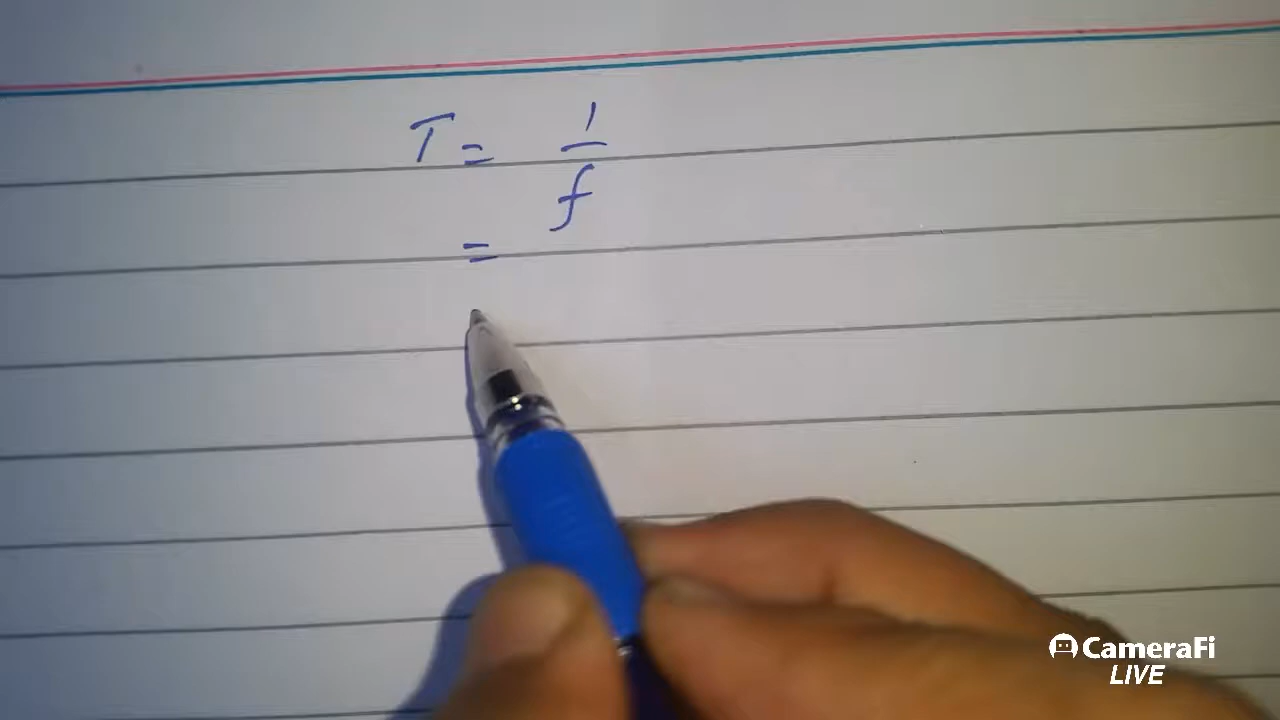 T = 1/f
=
CameraFi
LIVE